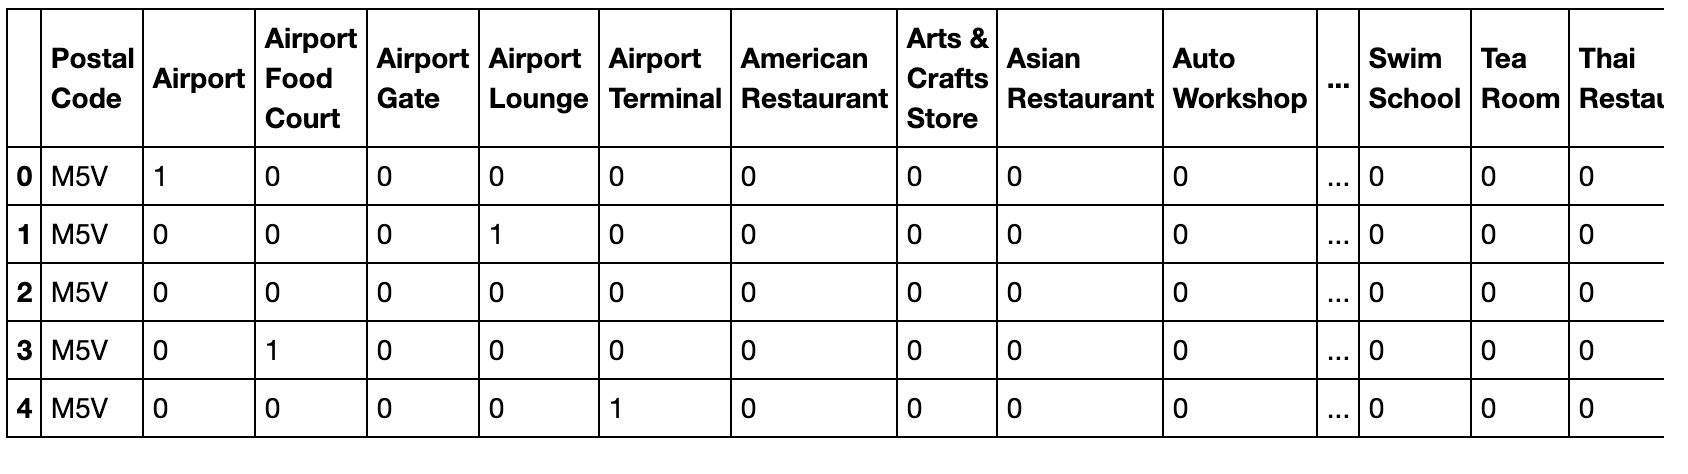 Postal Code Airport Airport Food Court Airport Gate Airport Lounge Airport Terminal American Restaurant Arts & Crafts Store Asian Restaurant Auto Workshop ... Swim School Tea Room Thai Restau
0 M5V 1 0 0 0 0 0 0 0 0 ... 0 0 0
1 M5V 0 0 0 1 0 0 0 0 0 ... 0 0 0
2 M5V 0 0 0 0 0 0 0 0 0 ... 0 0 0
3 M5V 0 1 0 0 0 0 0 0 0 ... 0 0 0
4 M5V 0 0 0 0 1 0 0 0 0 ... 0 0 0